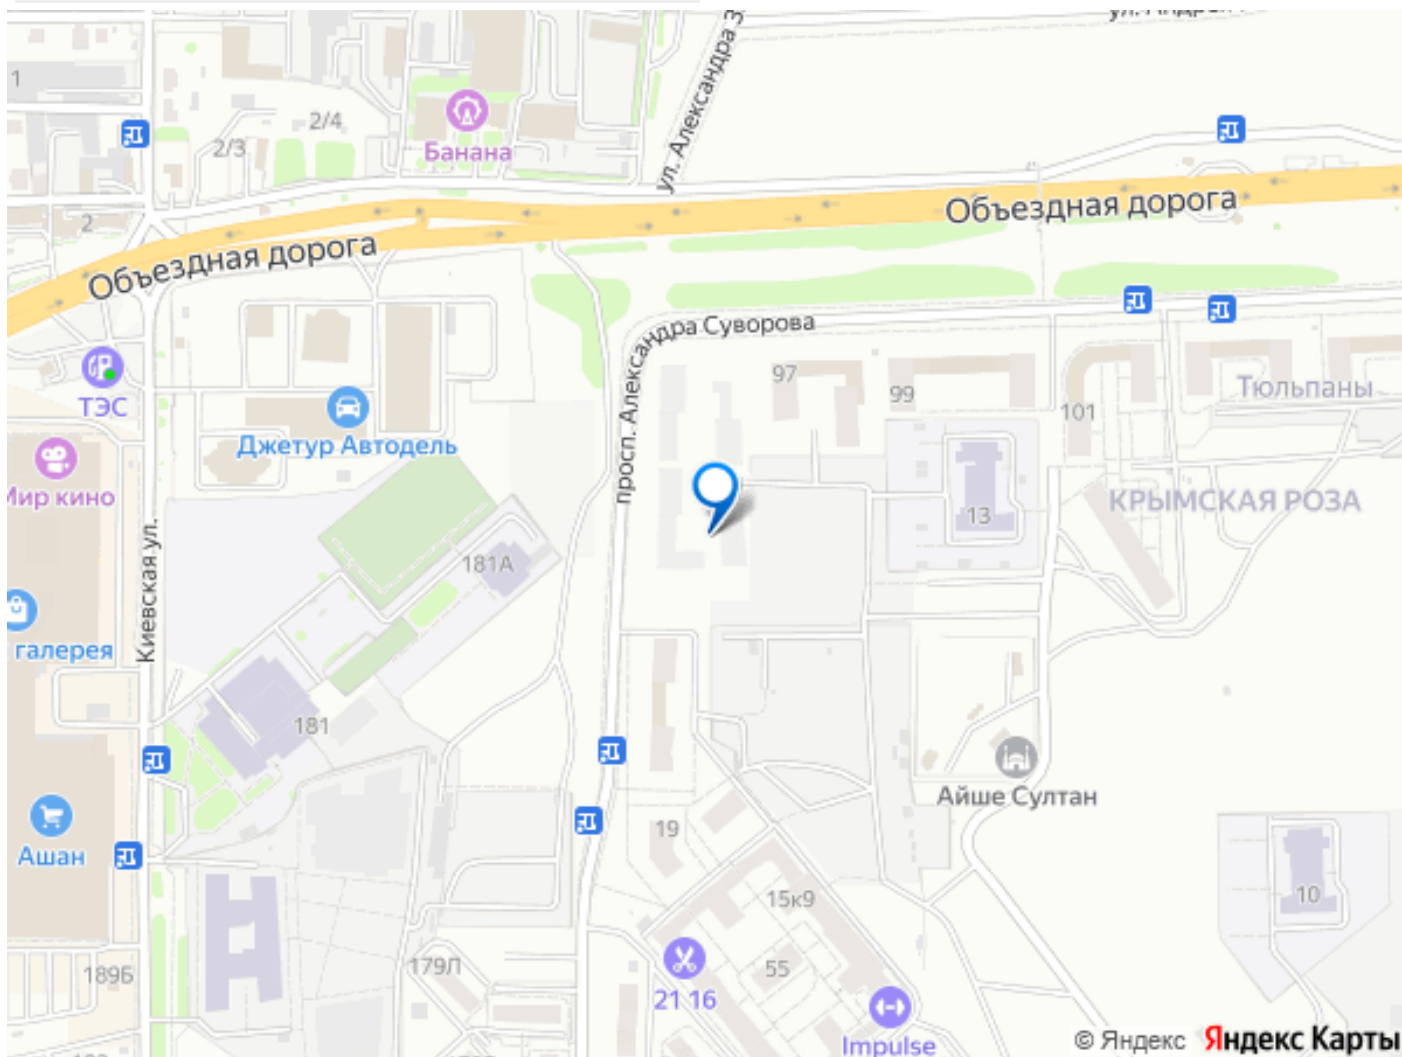 1
2/4
Банана
2/3
ул. Александра
2
Объездная дорога
Объездная дорога
просп. Александра Суворова
97
99
101
Тюльпаны
ТЭС
Джетур Автодель
Мир кино
13
КРЫМСКАЯ РОЗА
Киевская ул.
181А
галерея
181
Айше Султан
Ашан
19
15к9
10
189Б
179Л
55
21 16
Impulse
© Яндекс Яндекс Карты